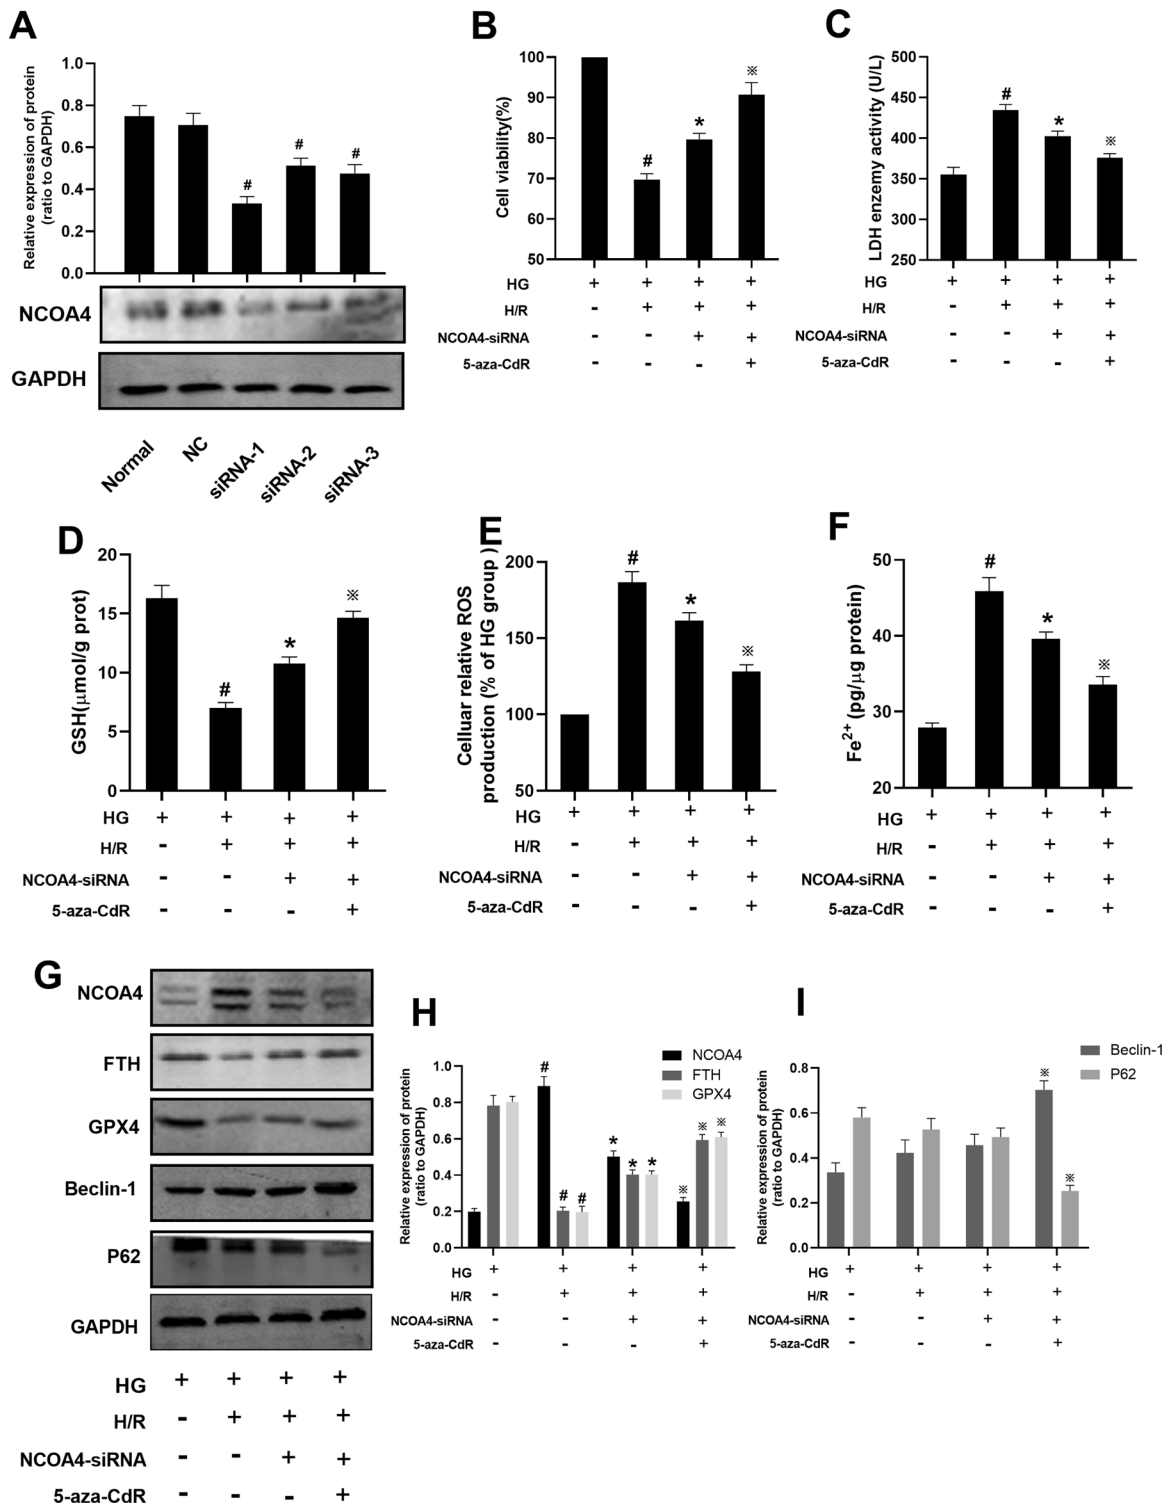 A
Relative expression of protein
(ratio to GAPDH)
1.0
0.8
0.6
0.4
0.2
0.0
# # #
NCOA4
GAPDH
Normal NC siRNA-1 siRNA-2 siRNA-3
B
Cell viability(%)
100
90
80
70
60
50
# * ※
HG + + + +
H/R - + + +
NCOA4-siRNA - - + +
5-aza-CdR - - - +
C
LDH enzemy activity (U/L)
500
450
400
350
300
250
# * ※
HG + + + +
H/R - + + +
NCOA4-siRNA - - + +
5-aza-CdR - - - +
D
GSH(μmol/g prot)
20
15
10
5
0
# * ※
HG + + + +
H/R - + + +
NCOA4-siRNA - - + +
5-aza-CdR - - - +
E
Celluar relative ROS
production (% of HG group )
200
150
100
50
# * ※
HG + + + +
H/R - + + +
NCOA4-siRNA - - + +
5-aza-CdR - - - +
F
Fe2+ (pg/μg protein)
50
40
30
20
# * ※
HG + + + +
H/R - + + +
NCOA4-siRNA - - + +
5-aza-CdR - - - +
G
NCOA4
FTH
GPX4
Beclin-1
P62
GAPDH
HG + + + +
H/R - + + +
NCOA4-siRNA - - + +
5-aza-CdR - - - +
H
Relative expression of protein
(ratio to GAPDH)
1.0
0.8
0.6
0.4
0.2
0.0
NCOA4
FTH
GPX4
# # # * * * ※ ※ ※
HG + + + +
H/R - + + +
NCOA4-siRNA - - + +
5-aza-CdR - - - +
I
Relative expression of protein
(ratio to GAPDH)
0.8
0.6
0.4
0.2
0.0
Beclin-1
P62
※ ※
HG + + + +
H/R - + + +
NCOA4-siRNA - - + +
5-aza-CdR - - - +